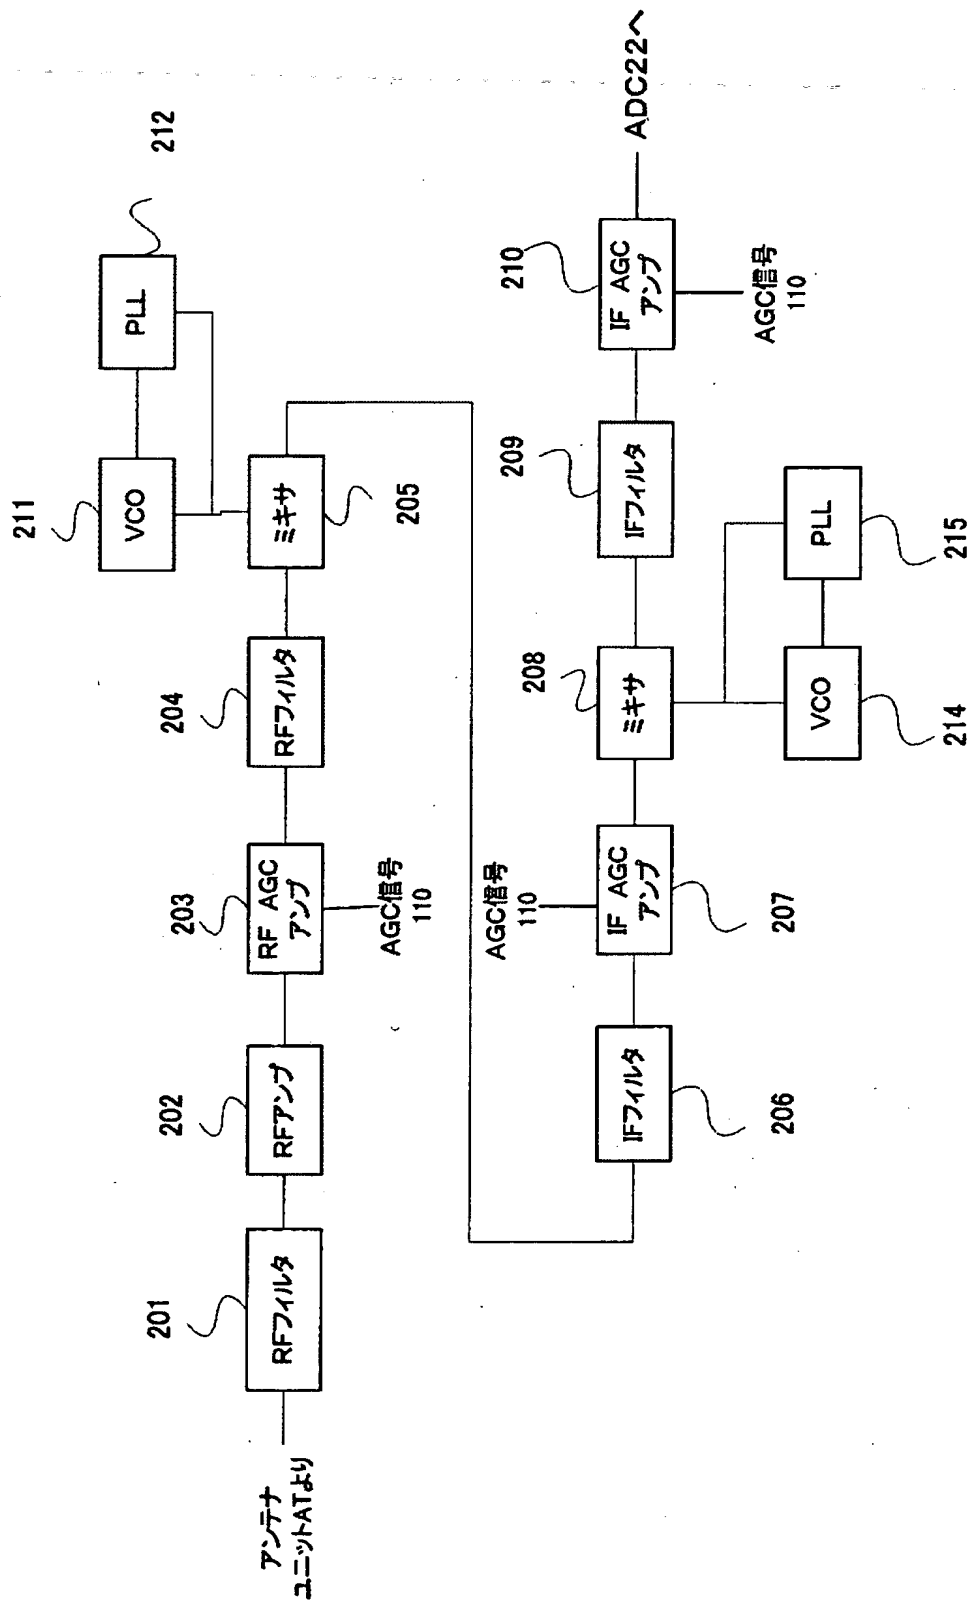 アンテナ
ユニットATより
201
RFフィルタ
202
RFアンプ
203
RF AGC
アンプ
AGC信号
110
204
RFフィルタ
205
ミキサ
211
VCO
212
PLL
206
IFフィルタ
207
IF AGC
アンプ
AGC信号
110
208
ミキサ
214
VCO
215
PLL
209
IFフィルタ
210
IF AGC
アンプ
AGC信号
110
ADC22へ